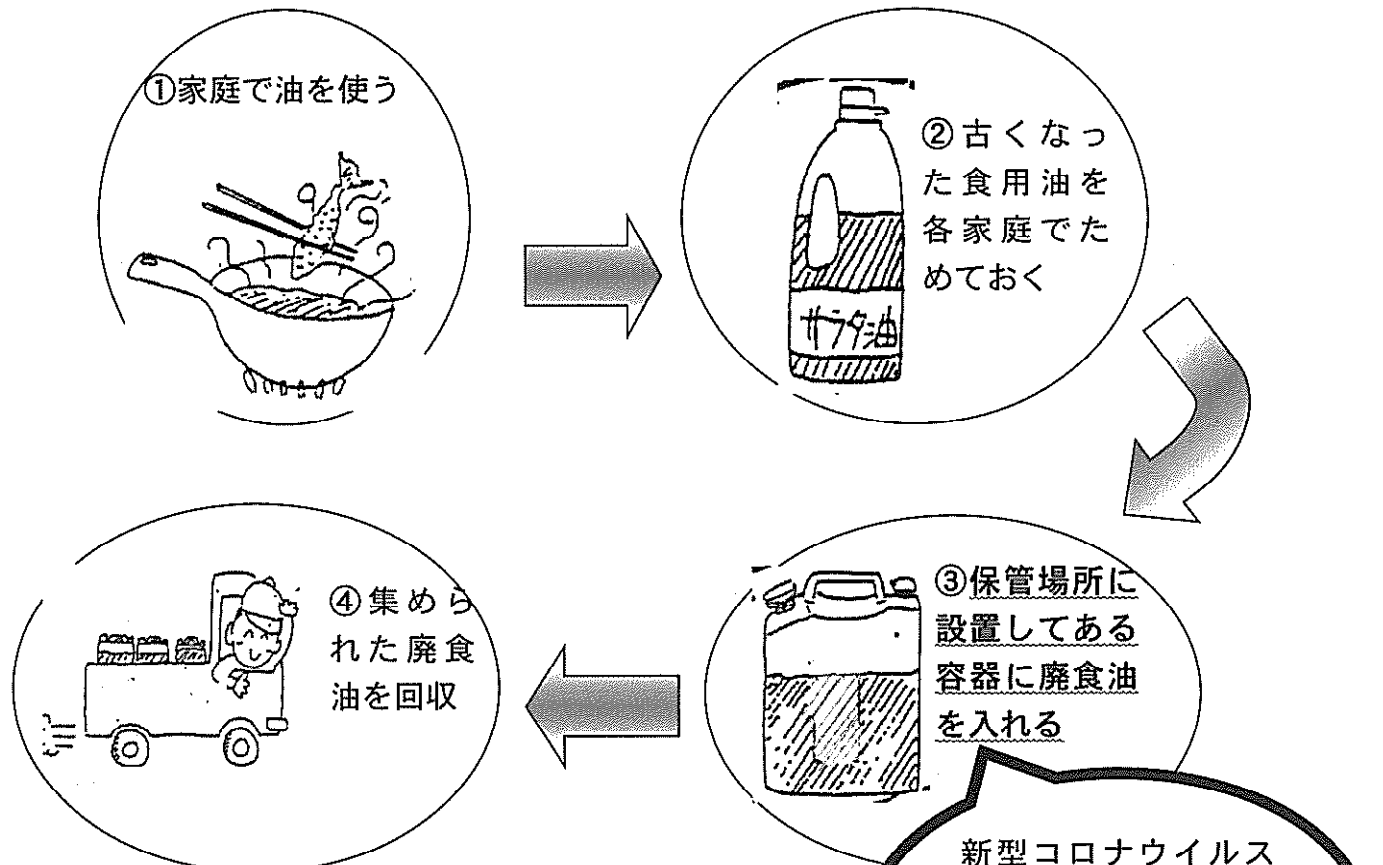 ①家庭で油を使う
②古くなっ
た食用油を
各家庭でた
めておく
サラダ油
③保管場所に
設置してある
容器に廃食油
を入れる
④集めら
れた廃食
油を回収
新型コロナウイルス